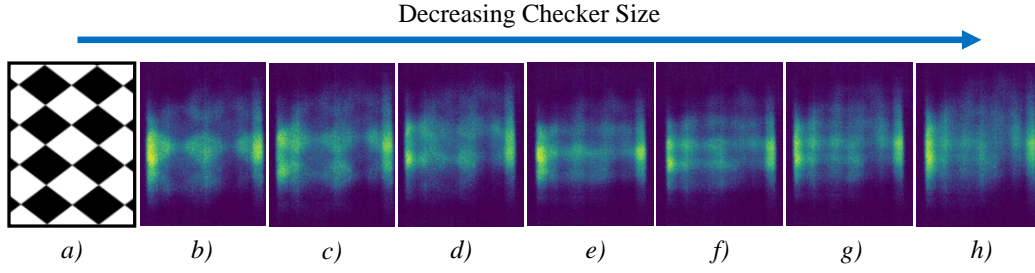 Decreasing Checker Size
a) b) c) d) e) f) g) h)